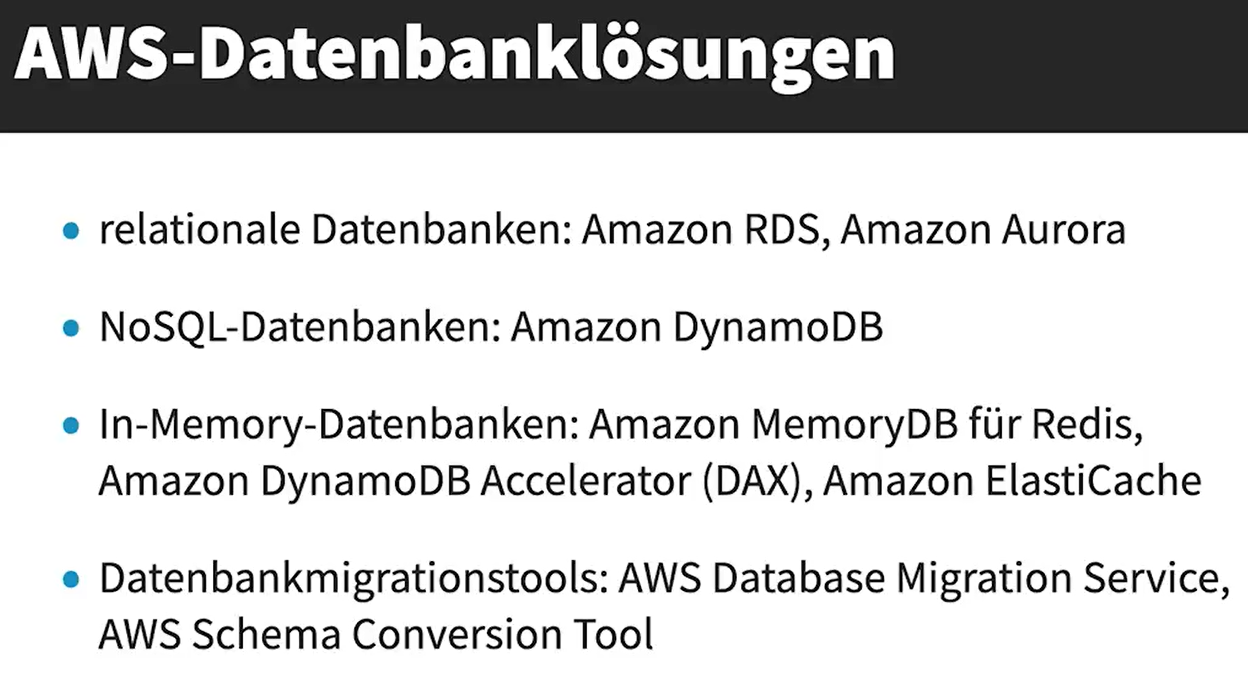 AWS-Datenbanklösungen
• relationale Datenbanken: Amazon RDS, Amazon Aurora
• NoSQL-Datenbanken: Amazon DynamoDB
• In-Memory-Datenbanken: Amazon MemoryDB für Redis,
Amazon DynamoDB Accelerator (DAX), Amazon ElastiCache
• Datenbankmigrationstools: AWS Database Migration Service,
AWS Schema Conversion Tool